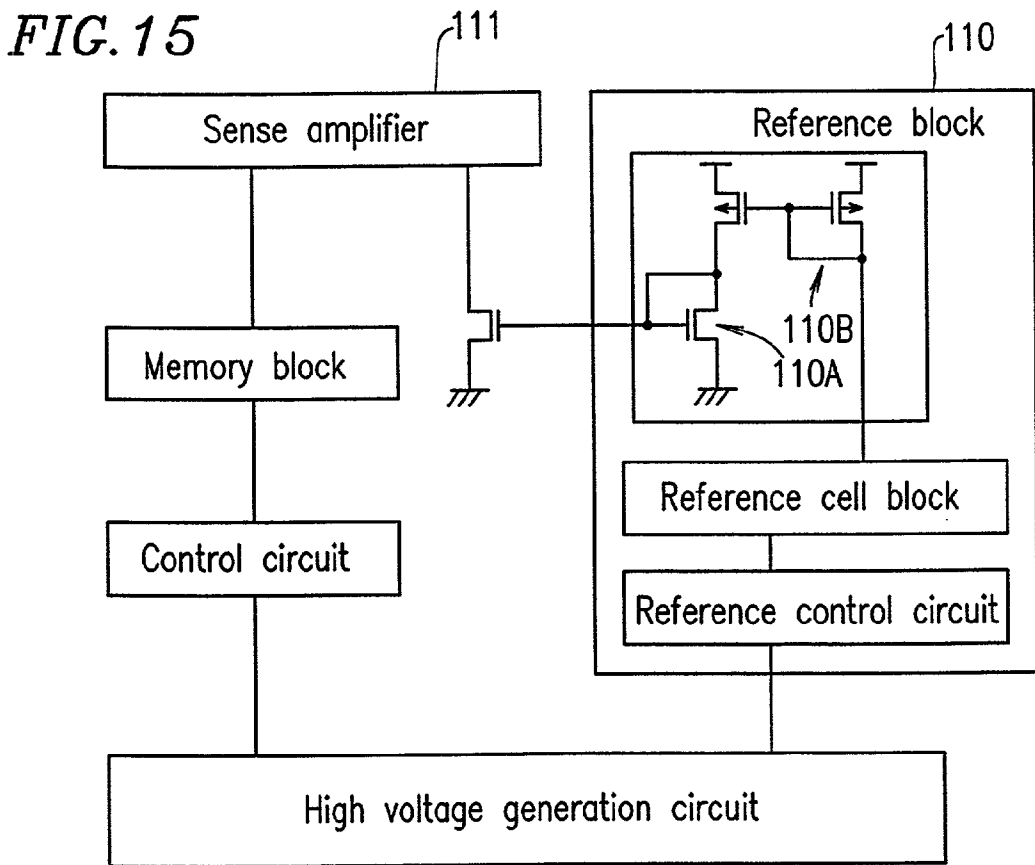 FIG.15
111
110
Sense amplifier
Reference block
110B
110A
Memory block
Reference cell block
Control circuit
Reference control circuit
High voltage generation circuit